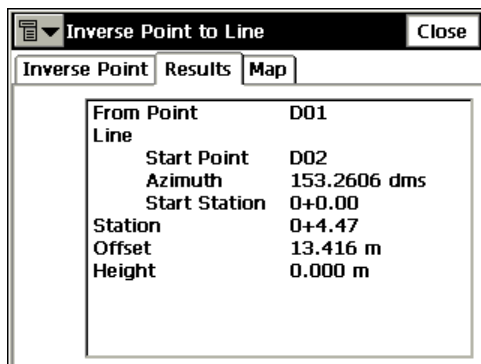 Inverse Point to Line Close
Inverse Point Results Map
From Point D01
Line
Start Point D02
Azimuth 153.2606 dms
Start Station 0+0.00
Station 0+4.47
Offset 13.416 m
Height 0.000 m